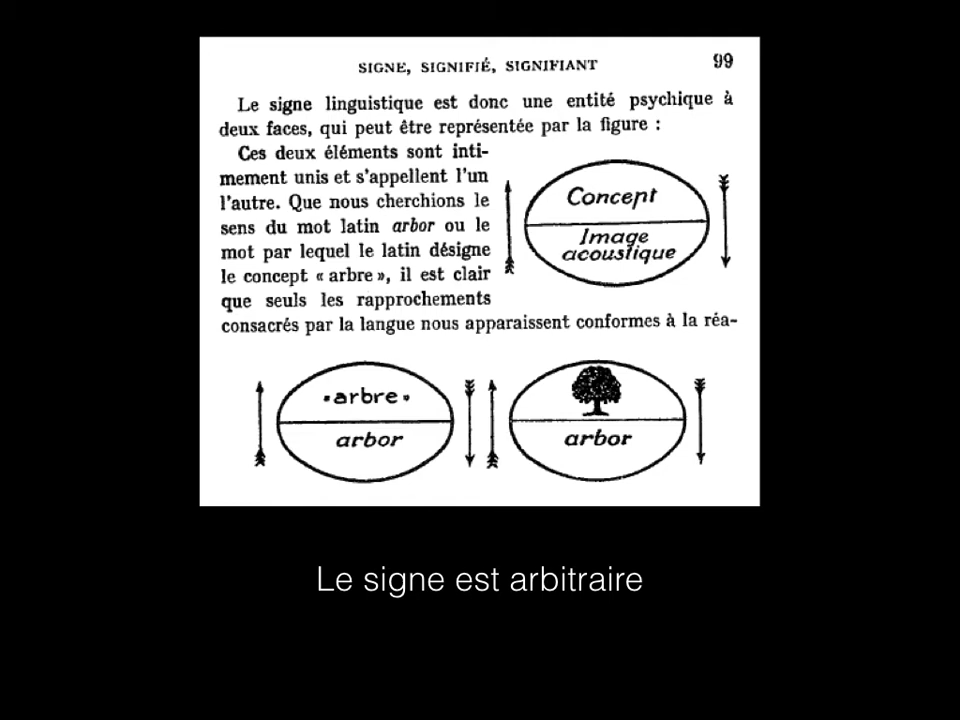 SIGNE, SIGNIFIÉ, SIGNIFIANT 99
Le signe linguistique est donc une entité psychique à
deux faces, qui peut être représentée par la figure :
Ces deux éléments sont inti-
mement unis et s'appellent l'un
l'autre. Que nous cherchions le
sens du mot latin arbor ou le
mot par lequel le latin désigne
le concept « arbre », il est clair
que seuls les rapprochements
consacrés par la langue nous apparaissent conformes à la réa-
Concept
Image
acoustique
"arbre"
arbor
arbor
Le signe est arbitraire